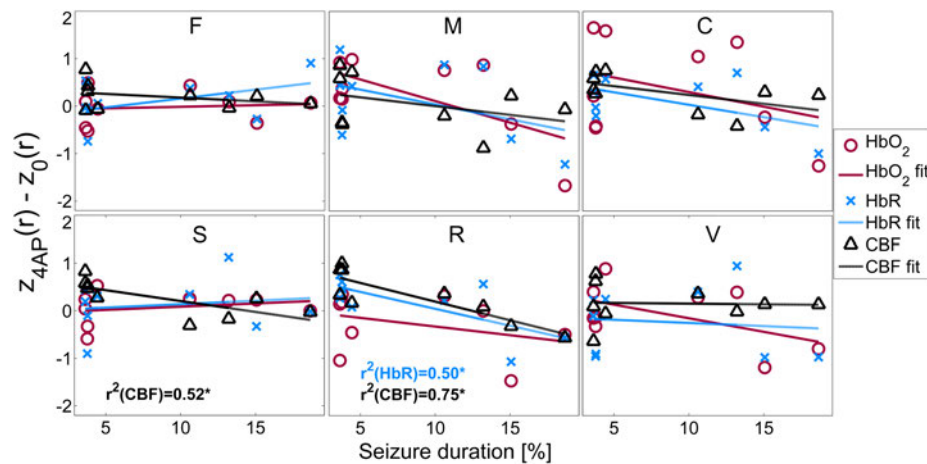 F M C
2
1
0
-1
-2
S R V
2
1
0
-1
-2
z4AP(r) - z0(r)
r2(CBF)=0.52*
r2(HbR)=0.50*
r2(CBF)=0.75*
5 10 15 5 10 15 5 10 15
Seizure duration [%]
HbO2
HbO2 fit
HbR
HbR fit
CBF
CBF fit